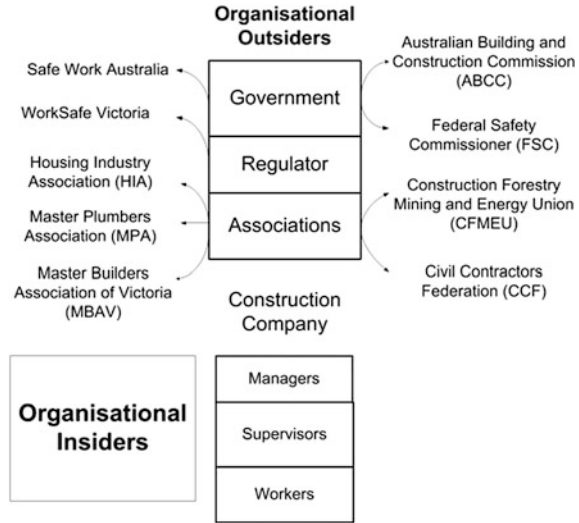 Organisational
Outsiders
Safe Work Australia
WorkSafe Victoria
Housing Industry
Association (HIA)
Master Plumbers
Association (MPA)
Master Builders
Association of Victoria
(MBAV)
Government
Regulator
Associations
Australian Building and
Construction Commission
(ABCC)
Federal Safety
Commissioner (FSC)
Construction Forestry
Mining and Energy Union
(CFMEU)
Civil Contractors
Federation (CCF)
Construction
Company
Organisational
Insiders
Managers
Supervisors
Workers